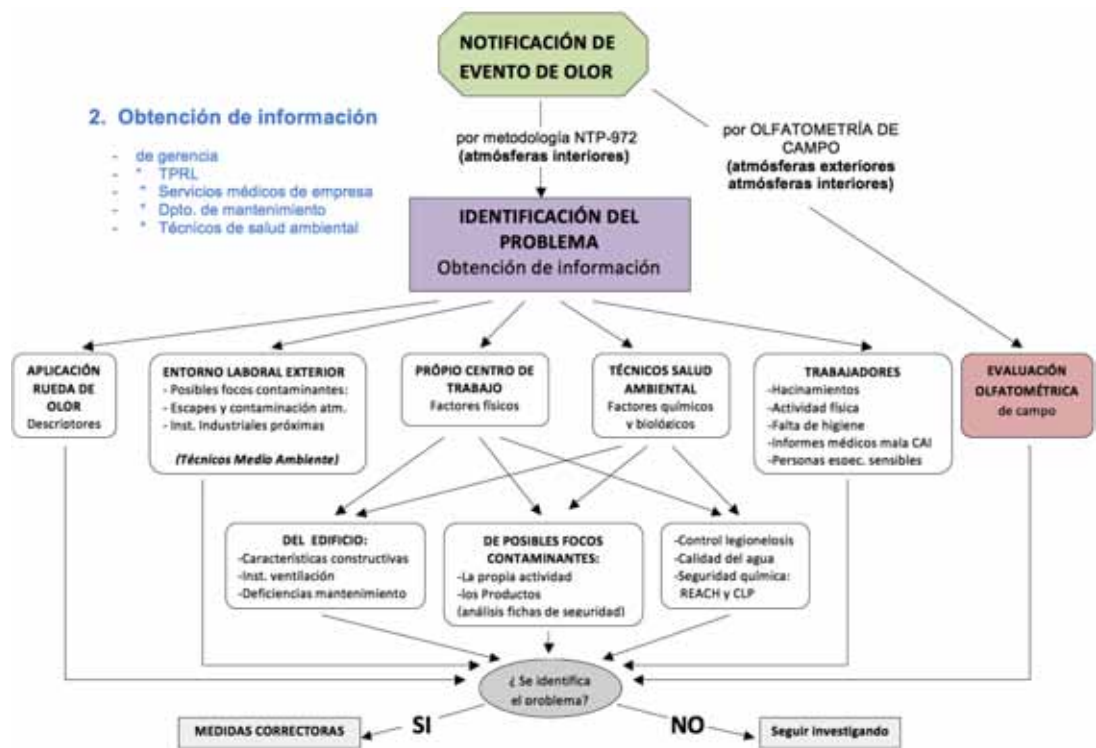 NOTIFICACIÓN DE
EVENTO DE OLOR
2. Obtención de información
- de gerencia
- " TPRL
- " Servicios médicos de empresa
- " Dpto. de mantenimiento
- " Técnicos de salud ambiental
por metodología NTP-972
(atmósferas interiores)
por OLFATOMETRÍA DE
CAMPO
(atmósferas exteriores
atmósferas interiores)
IDENTIFICACIÓN DEL
PROBLEMA
Obtención de información
APLICACIÓN
RUEDA DE
OLOR
Descriptores
ENTORNO LABORAL EXTERIOR
- Posibles focos contaminantes:
- Escapes y contaminación atm.
- Inst. Industriales próximas
(Técnicos Medio Ambiente)
PRÓPIO CENTRO DE
TRABAJO
Factores físicos
TÉCNICOS SALUD
AMBIENTAL
Factores químicos
y biológicos
TRABAJADORES
-Hacinamientos
-Actividad física
-Falta de higiene
-Informes médicos mala CAI
-Personas espec. sensibles
EVALUACIÓN
OLFATOMÉTRICA
de campo
DEL EDIFICIO:
-Características constructivas
-Inst. ventilación
-Deficiencias mantenimiento
DE POSIBLES FOCOS
CONTAMINANTES:
-La propia actividad
-los Productos
(análisis fichas de seguridad)
-Control legionelosis
-Calidad del agua
-Seguridad química:
REACH y CLP
¿ Se identifica
el problema?
SI
NO
MEDIDAS CORRECTORAS
Seguir investigando